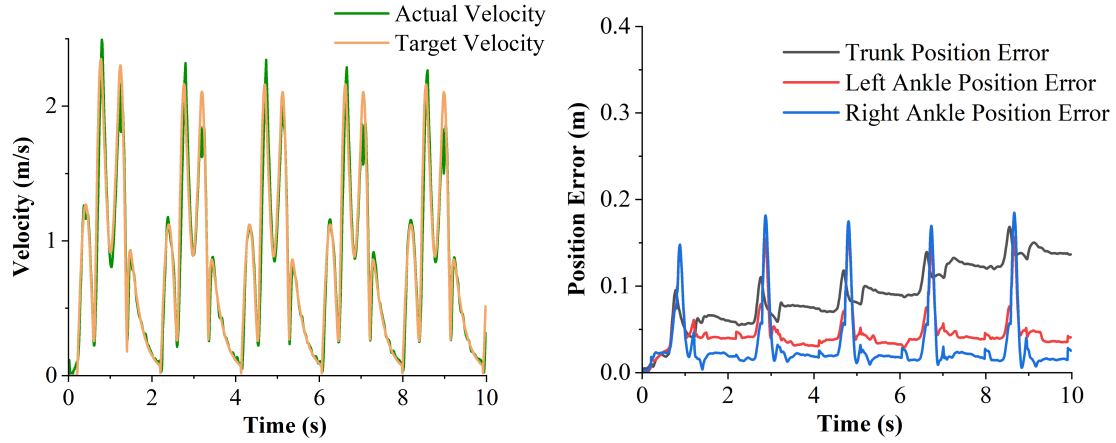 Actual Velocity
Target Velocity
Velocity (m/s)
2
1
0
0 2 4 6 8 10
Time (s)
Trunk Position Error
Left Ankle Position Error
Right Ankle Position Error
Position Error (m)
0.4
0.3
0.2
0.1
0.0
0 2 4 6 8 10
Time (s)